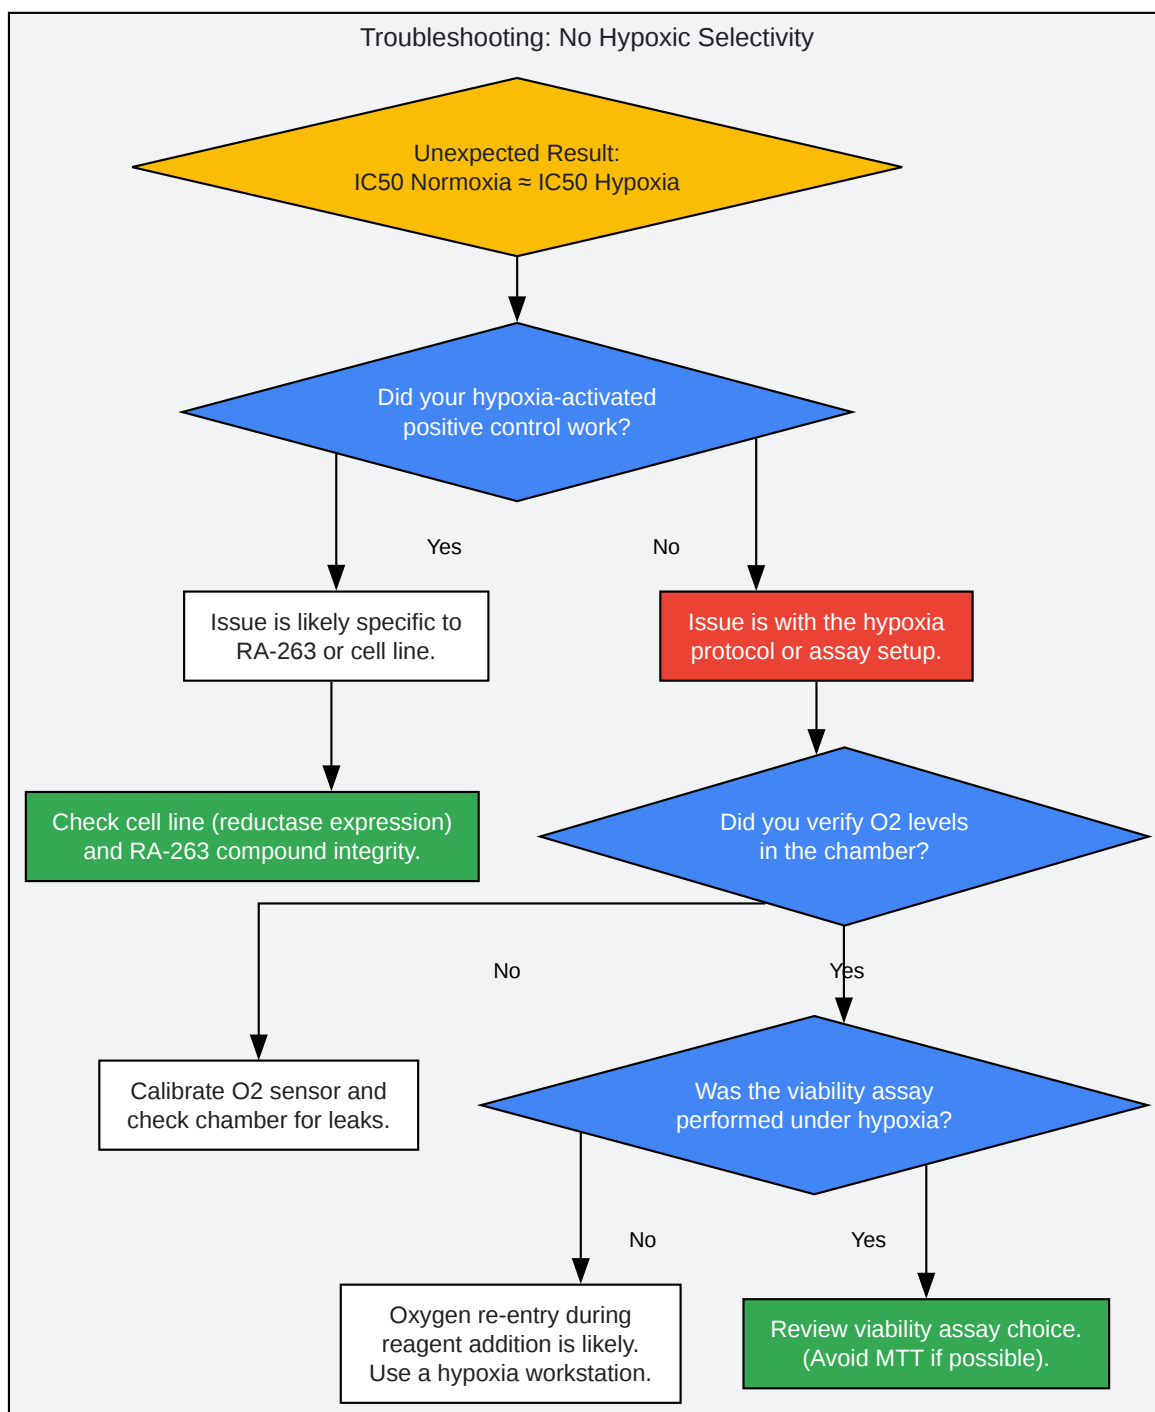 Troubleshooting: No Hypoxic Selectivity
Unexpected Result:
IC50 Normoxia ≈ IC50 Hypoxia
Did your hypoxia-activated
positive control work?
Yes
No
Issue is likely specific to
RA-263 or cell line.
Issue is with the hypoxia
protocol or assay setup.
Check cell line (reductase expression)
and RA-263 compound integrity.
Did you verify O2 levels
in the chamber?
No
Yes
Calibrate O2 sensor and
check chamber for leaks.
Was the viability assay
performed under hypoxia?
No
Yes
Oxygen re-entry during
reagent addition is likely.
Use a hypoxia workstation.
Review viability assay choice.
(Avoid MTT if possible).